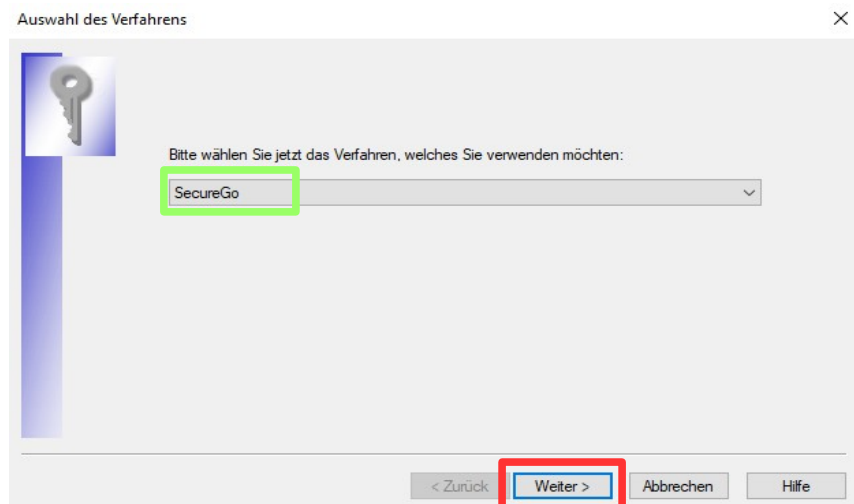 Auswahl des Verfahrens
Bitte wählen Sie jetzt das Verfahren, welches Sie verwenden möchten:
SecureGo
< Zurück Weiter > Abbrechen Hilfe